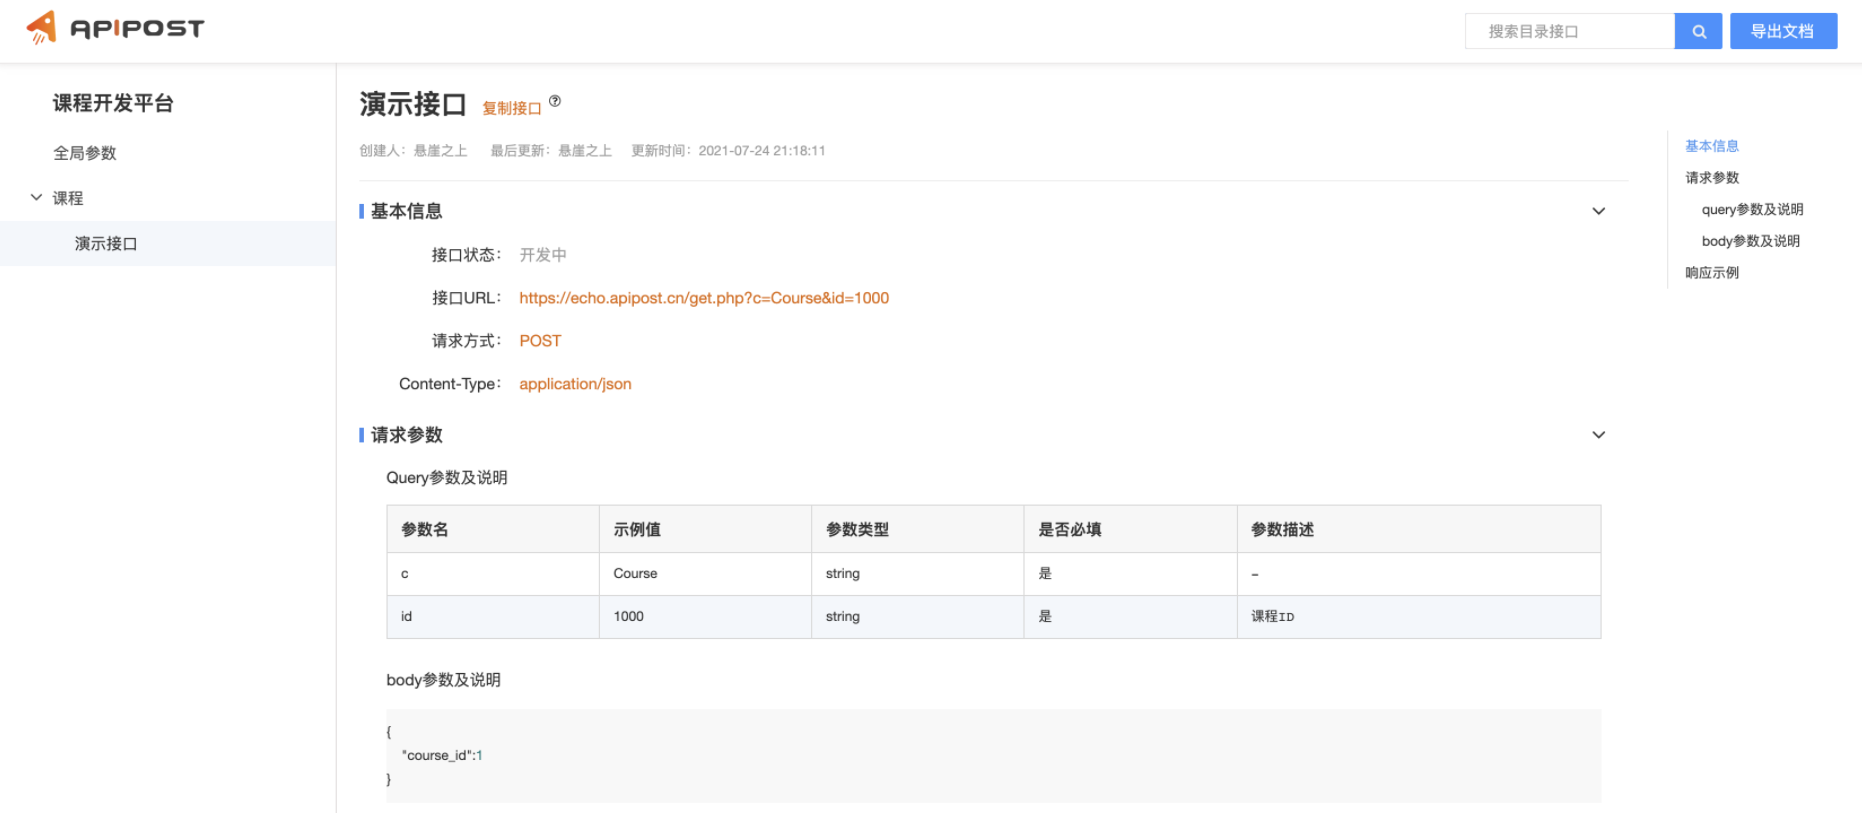 APIPOST
搜索目录接口
导出文档
课程开发平台
全局参数
课程
演示接口
演示接口 复制接口 ?
创建人：悬崖之上 最后更新：悬崖之上 更新时间：2021-07-24 21:18:11
基本信息
接口状态： 开发中
接口URL： https://echo.apipost.cn/get.php?c=Course&id=1000
请求方式： POST
Content-Type： application/json
请求参数
Query参数及说明
参数名 示例值 参数类型 是否必填 参数描述
c Course string 是 –
id 1000 string 是 课程ID
body参数及说明
{
"course_id":1
}
基本信息
请求参数
query参数及说明
body参数及说明
响应示例